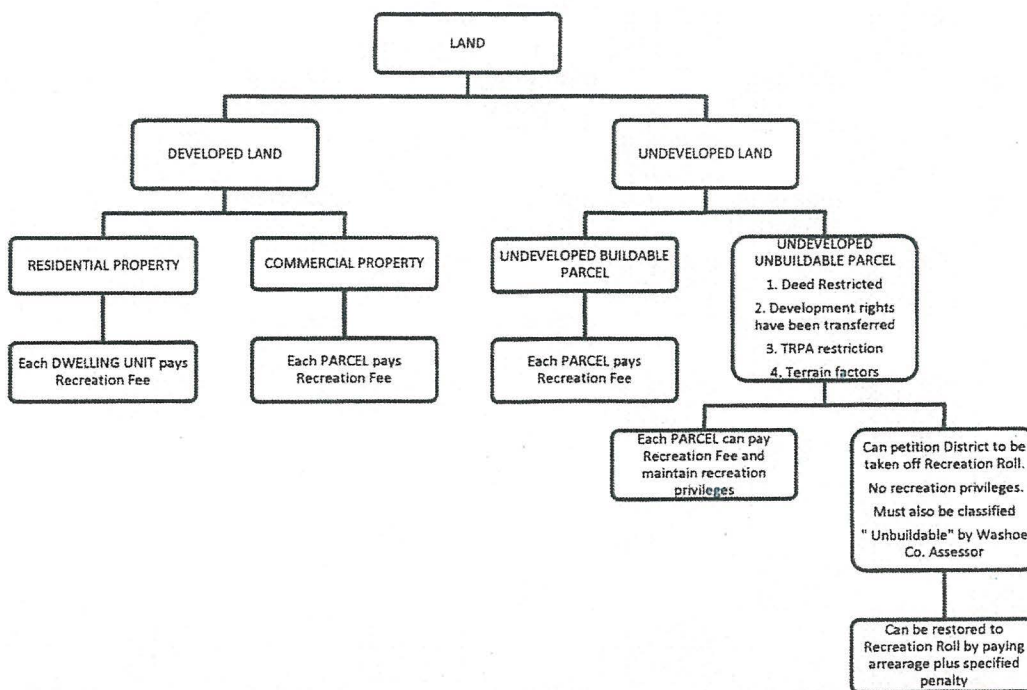 LAND
DEVELOPED LAND
UNDEVELOPED LAND
RESIDENTIAL PROPERTY
COMMERCIAL PROPERTY
UNDEVELOPED BUILDABLE
PARCEL
UNDEVELOPED
UNBUILDABLE PARCEL
1. Deed Restricted
2. Development rights
have been transferred
3. TRPA restriction
4. Terrain factors
Each DWELLING UNIT pays
Recreation Fee
Each PARCEL pays
Recreation Fee
Each PARCEL pays
Recreation Fee
Each PARCEL can pay
Recreation Fee and
maintain recreation
privileges
Can petition District to be
taken off Recreation Roll.
No recreation privileges.
Must also be classified
" Unbuildable" by Washoe
Co. Assessor
Can be restored to
Recreation Roll by paying
arrearage plus specified
penalty